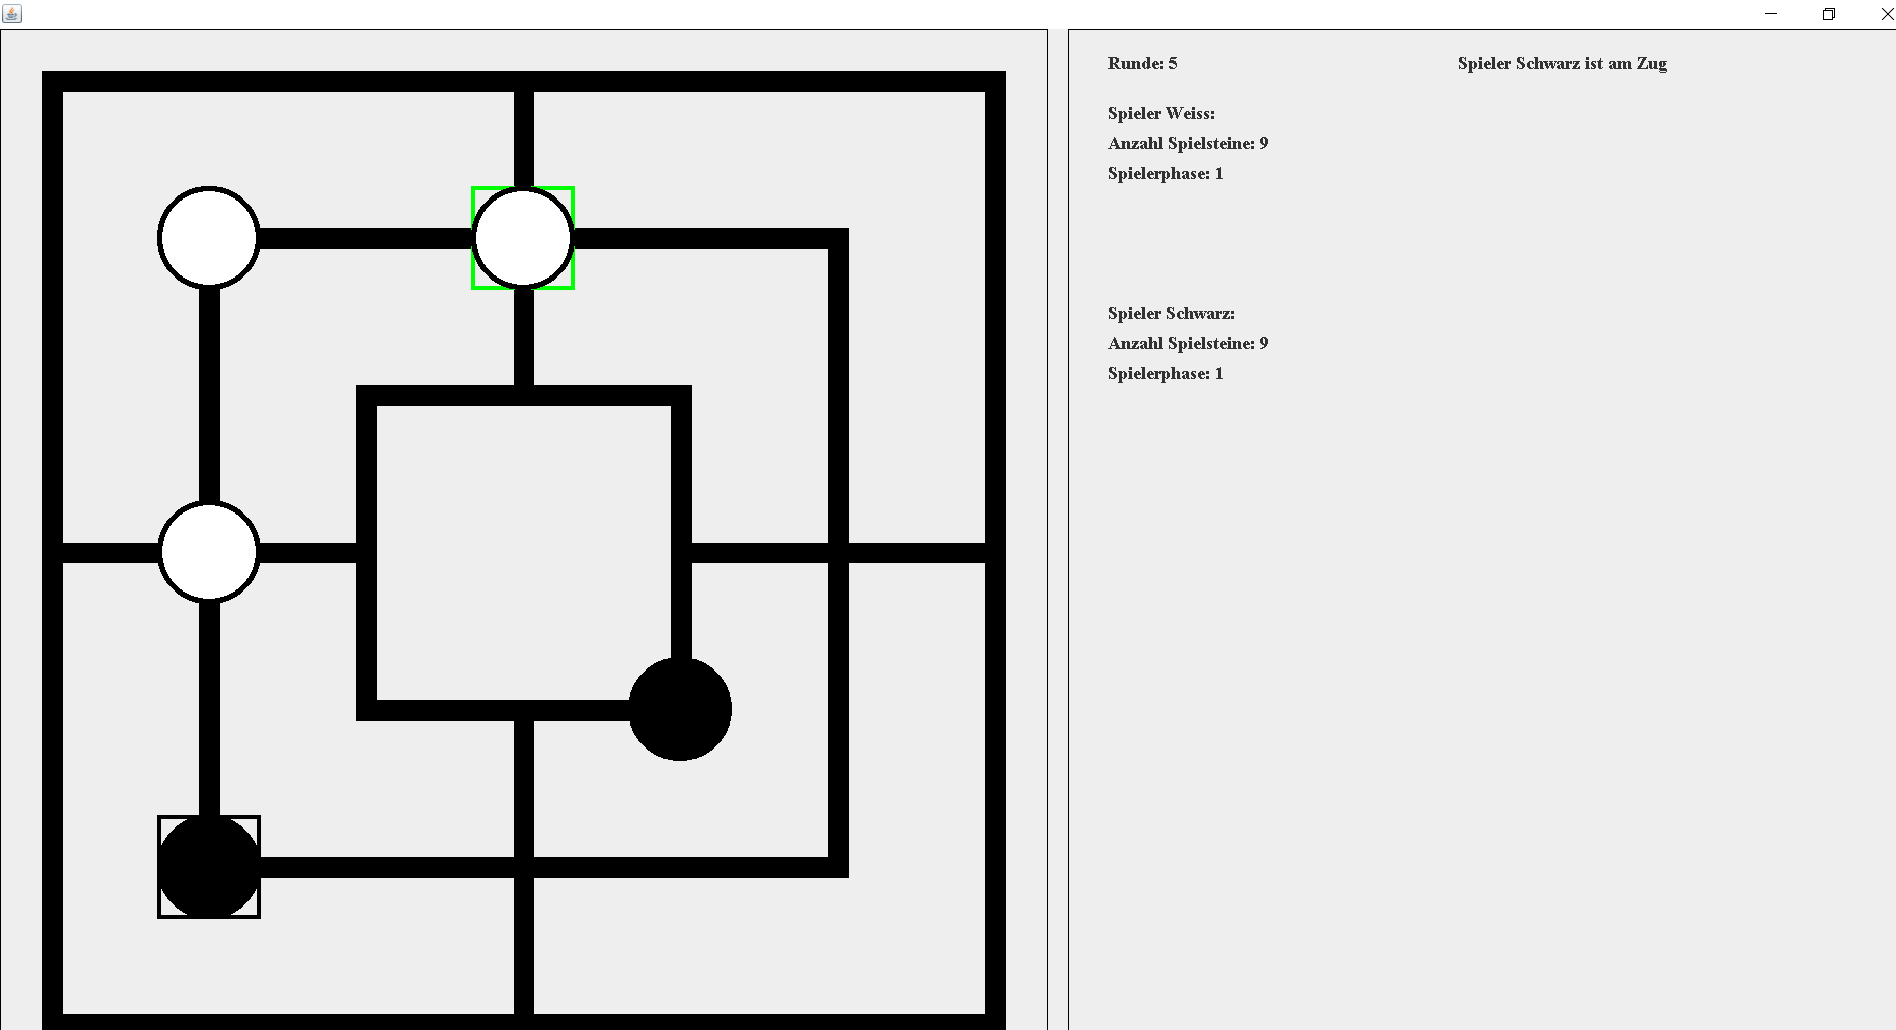 Runde: 5
Spieler Schwarz ist am Zug
Spieler Weiss:
Anzahl Spielsteine: 9
Spielerphase: 1
Spieler Schwarz:
Anzahl Spielsteine: 9
Spielerphase: 1